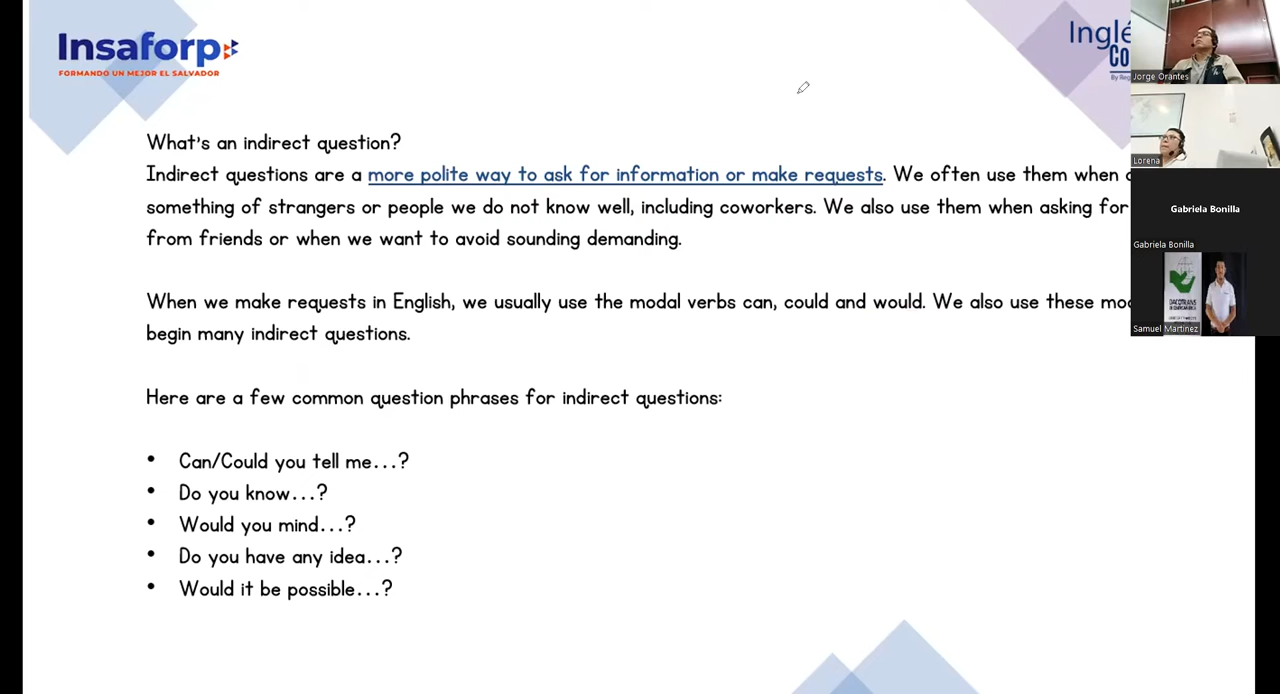 Insaforp
FORMANDO UN MEJOR EL SALVADOR
What's an indirect question?
Indirect questions are a more polite way to ask for information or make requests. We often use them when
something of strangers or people we do not know well, including coworkers. We also use them when asking for
from friends or when we want to avoid sounding demanding.
When we make requests in English, we usually use the modal verbs can, could and would. We also use these
begin many indirect questions.
Here are a few common question phrases for indirect questions:
• Can/Could you tell me...?
• Do you know...?
• Would you mind...?
• Do you have any idea...?
• Would it be possible...?
Jorge Orantes
Lorena
Gabriela Bonilla
Gabriela Bonilla
Samuel Martinez